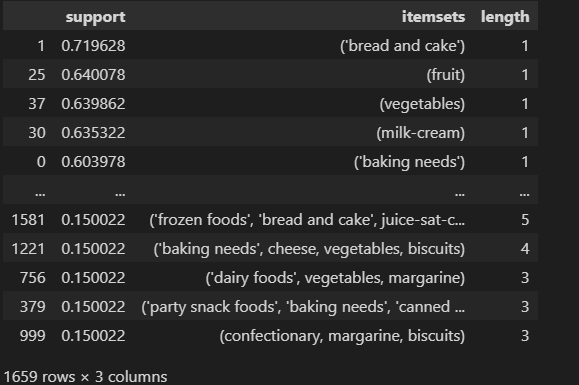 support itemsets length
1 0.719628 ('bread and cake') 1
25 0.640078 (fruit) 1
37 0.639862 (vegetables) 1
30 0.635322 (milk-cream) 1
0 0.603978 ('baking needs') 1
... ... ... ...
1581 0.150022 ('frozen foods', 'bread and cake', juice-sat-c... 5
1221 0.150022 ('baking needs', cheese, vegetables, biscuits) 4
756 0.150022 ('dairy foods', vegetables, margarine) 3
379 0.150022 ('party snack foods', 'baking needs', 'canned ... 3
999 0.150022 (confectionary, margarine, biscuits) 3
1659 rows × 3 columns